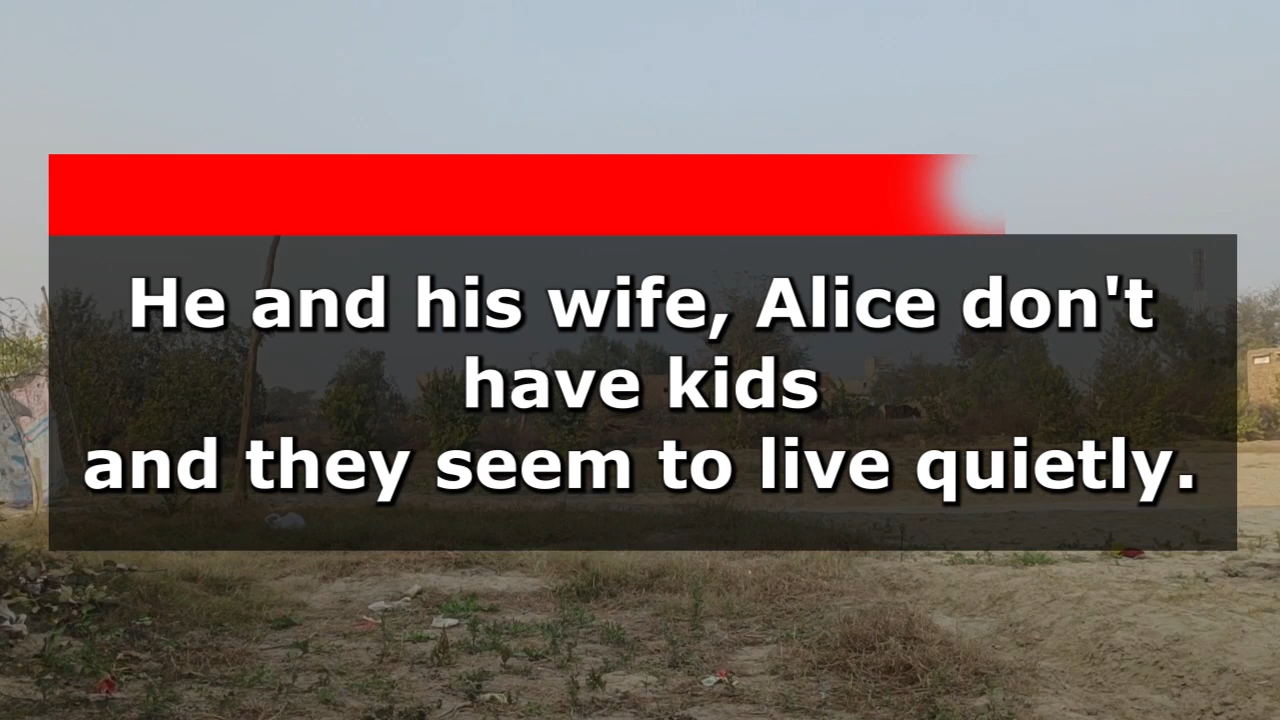 He and his wife, Alice don't
have kids
and they seem to live quietly.